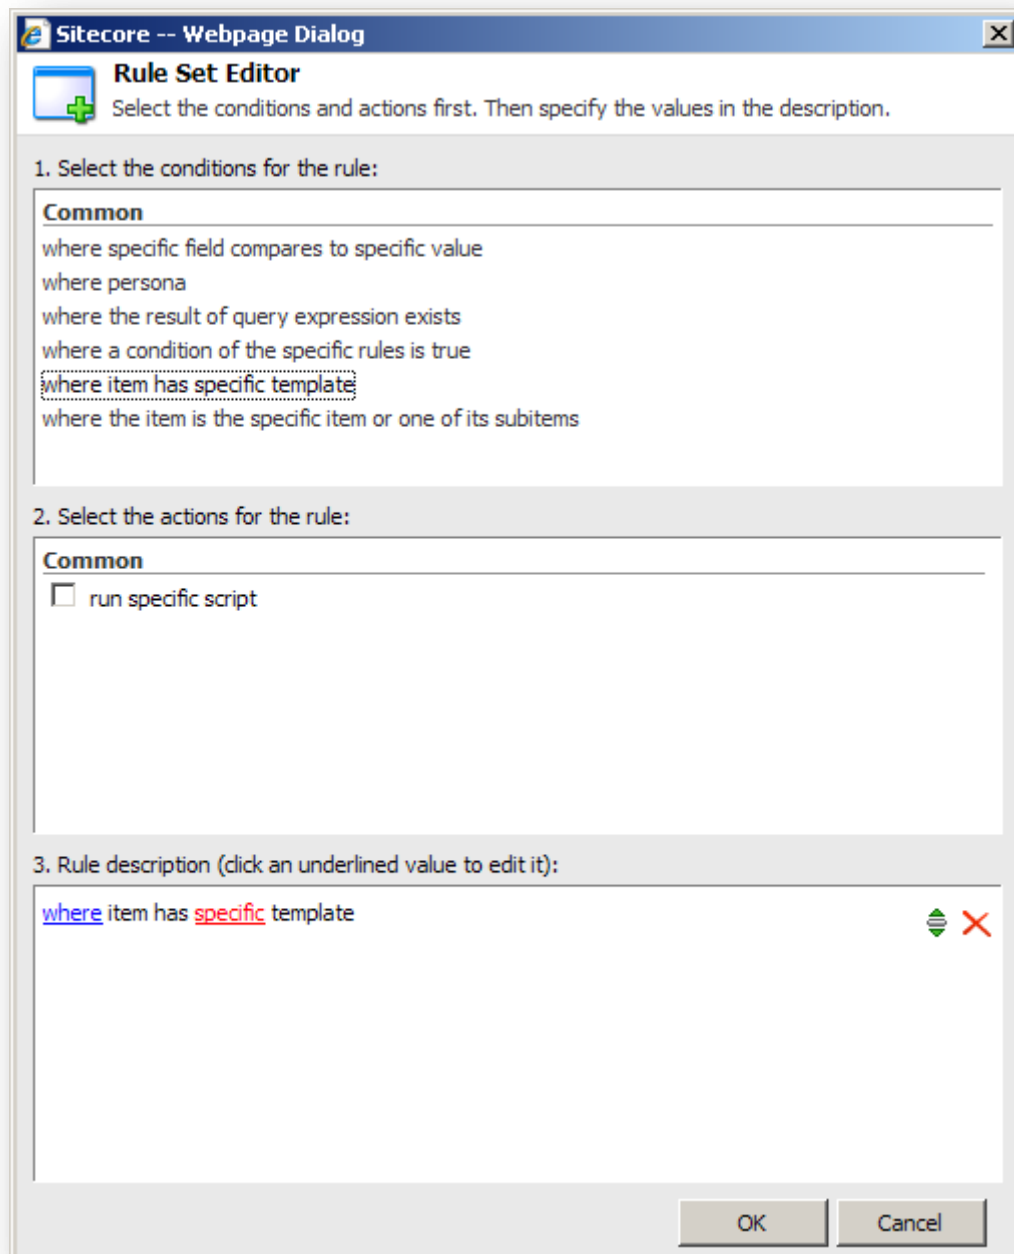 Sitecore -- Webpage Dialog
Rule Set Editor
Select the conditions and actions first. Then specify the values in the description.
1. Select the conditions for the rule:
Common
where specific field compares to specific value
where persona
where the result of query expression exists
where a condition of the specific rules is true
where item has specific template
where the item is the specific item or one of its subitems
2. Select the actions for the rule:
Common
run specific script
3. Rule description (click an underlined value to edit it):
where item has specific template
OK
Cancel